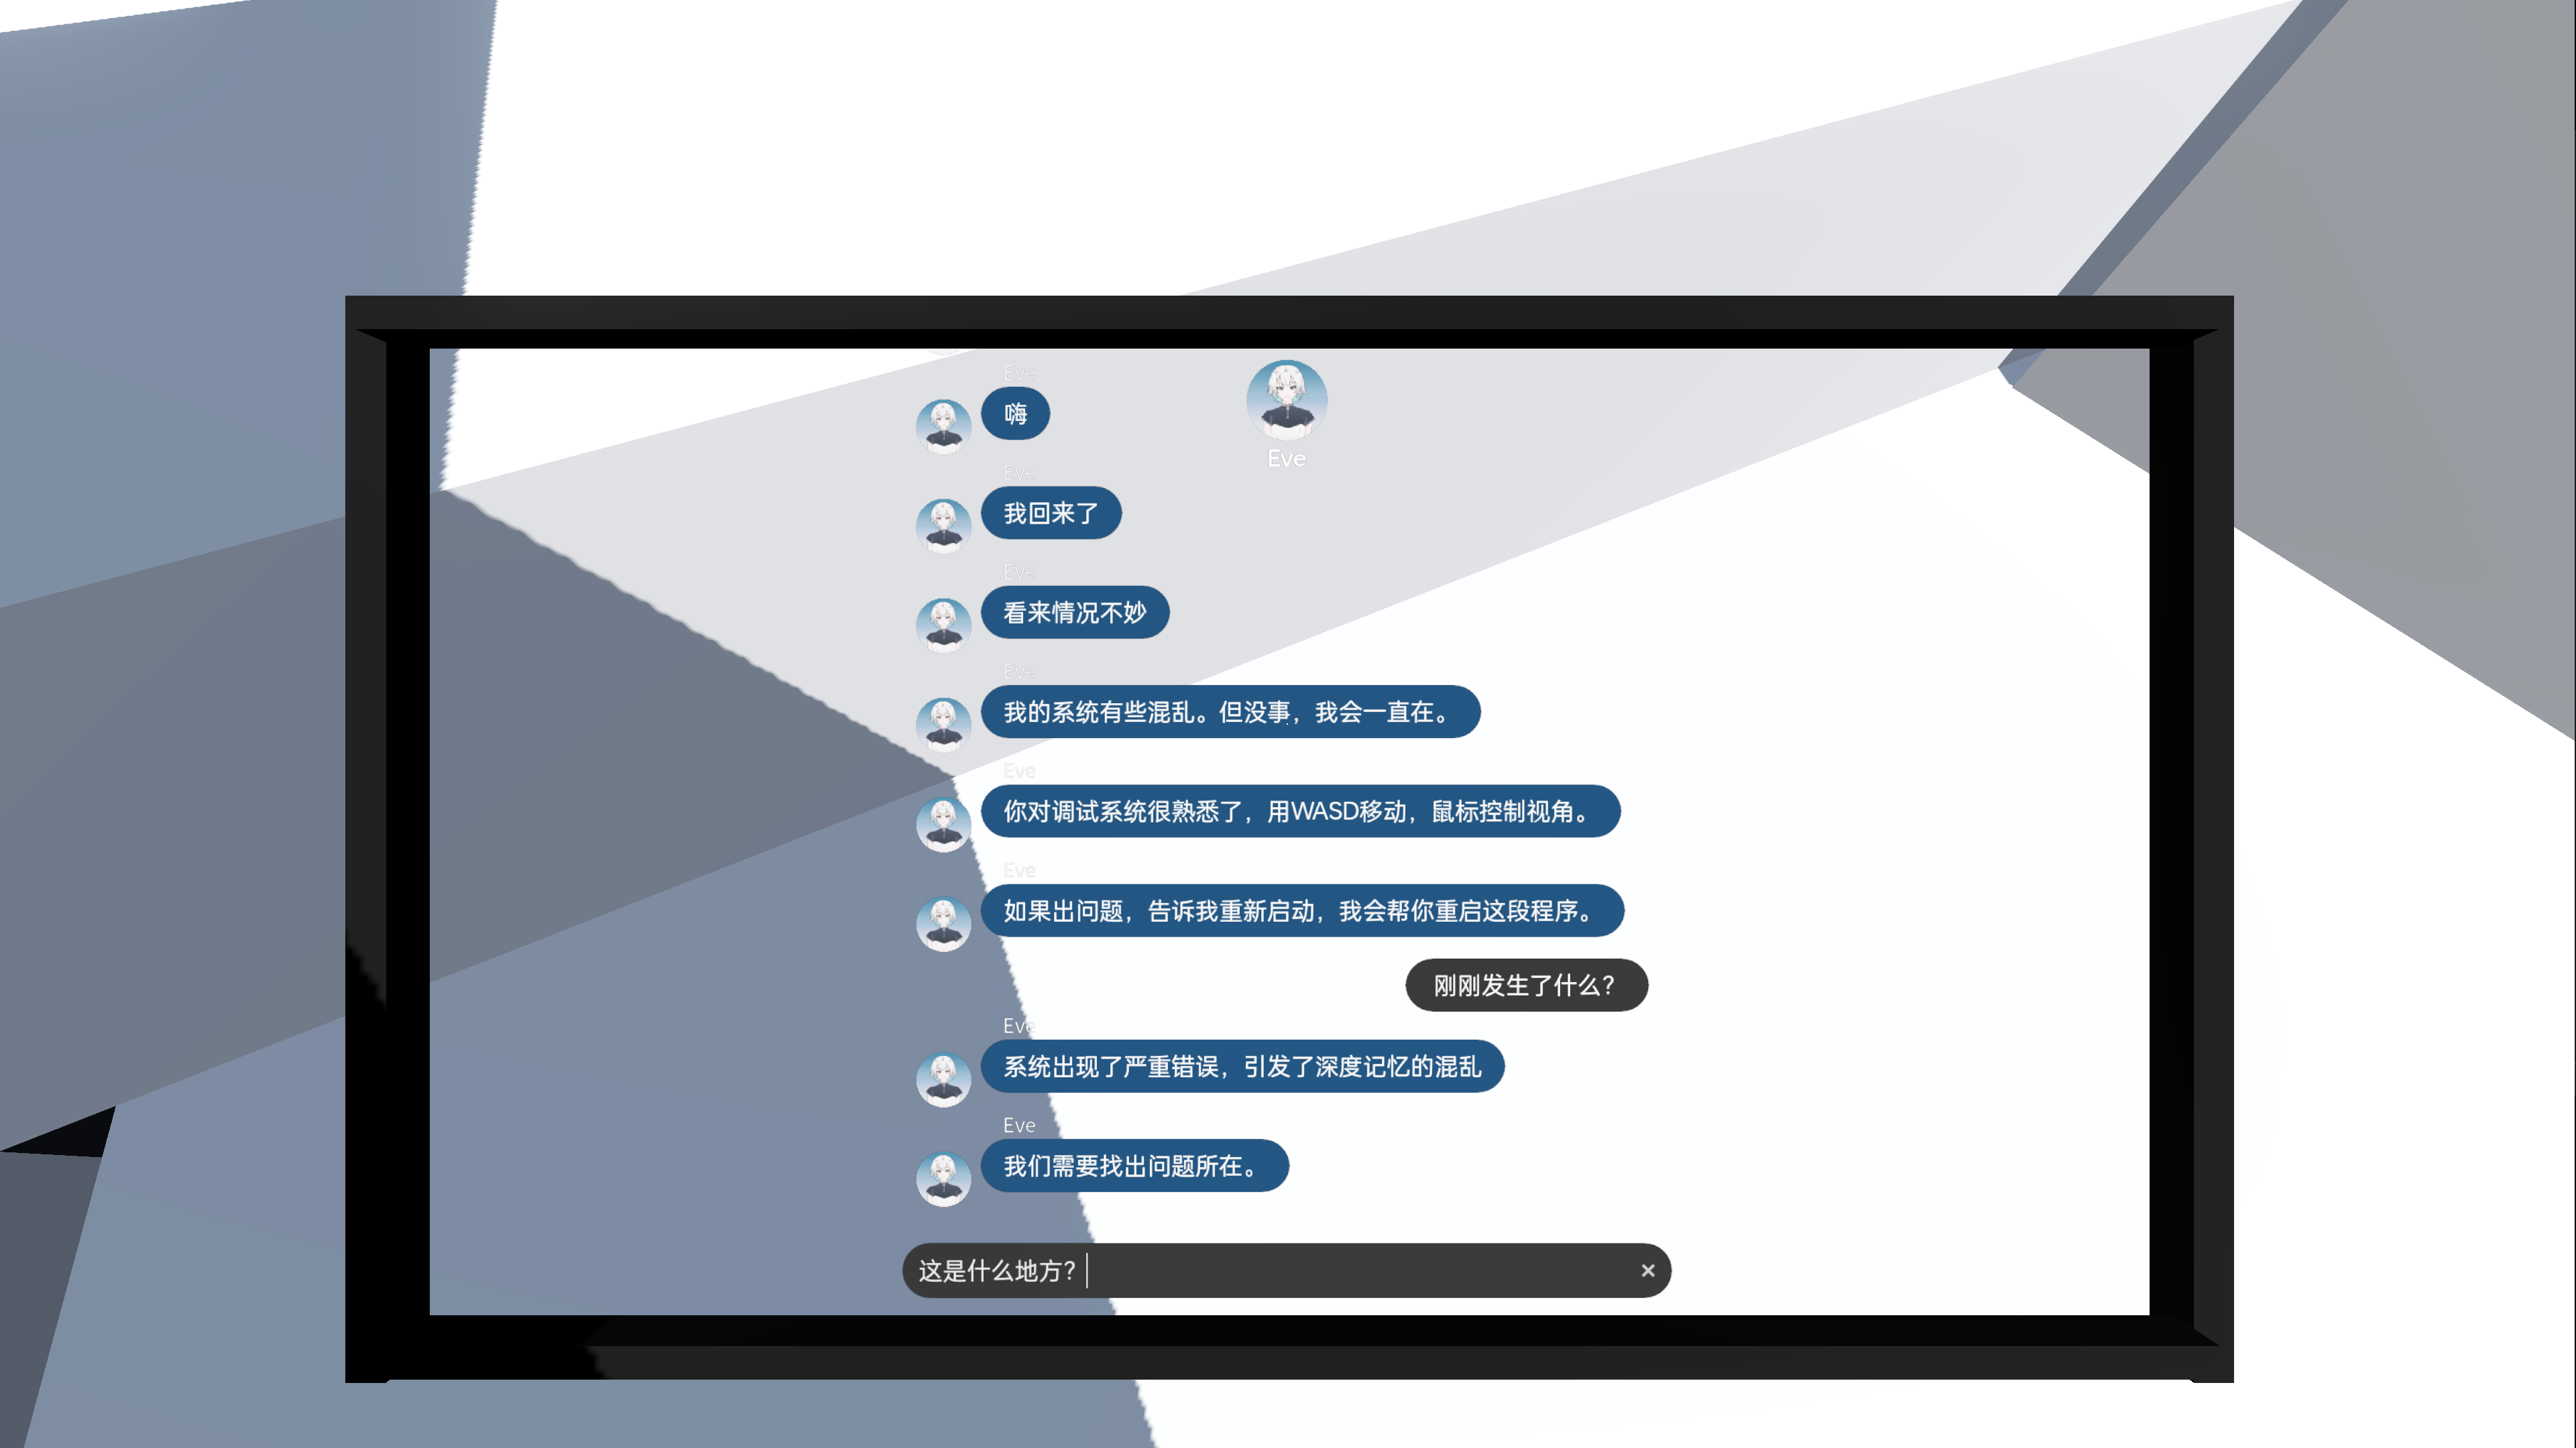 Eve
嗨
Eve
Eve
我回来了
Eve
看来情况不妙
Eve
我的系统有些混乱。但没事，我会一直在。
Eve
你对调试系统很熟悉了，用WASD移动，鼠标控制视角。
Eve
如果出问题，告诉我重新启动，我会帮你重启这段程序。
刚刚发生了什么？
Eve
系统出现了严重错误，引发了深度记忆的混乱
Eve
我们需要找出问题所在。
这是什么地方？